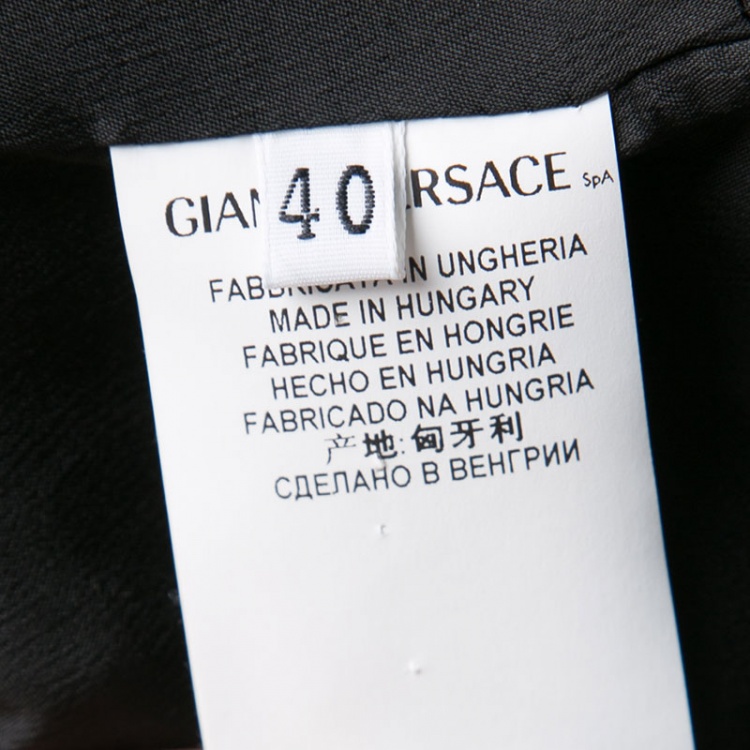 40
GIAN ERSACE SpA
FABBRICATA IN UNGHERIA
MADE IN HUNGARY
FABRIQUE EN HONGRIE
HECHO EN HUNGRIA
FABRICADO NA HUNGRIA
产地:匈牙利
СДЕЛАНО В ВЕНГРИИ